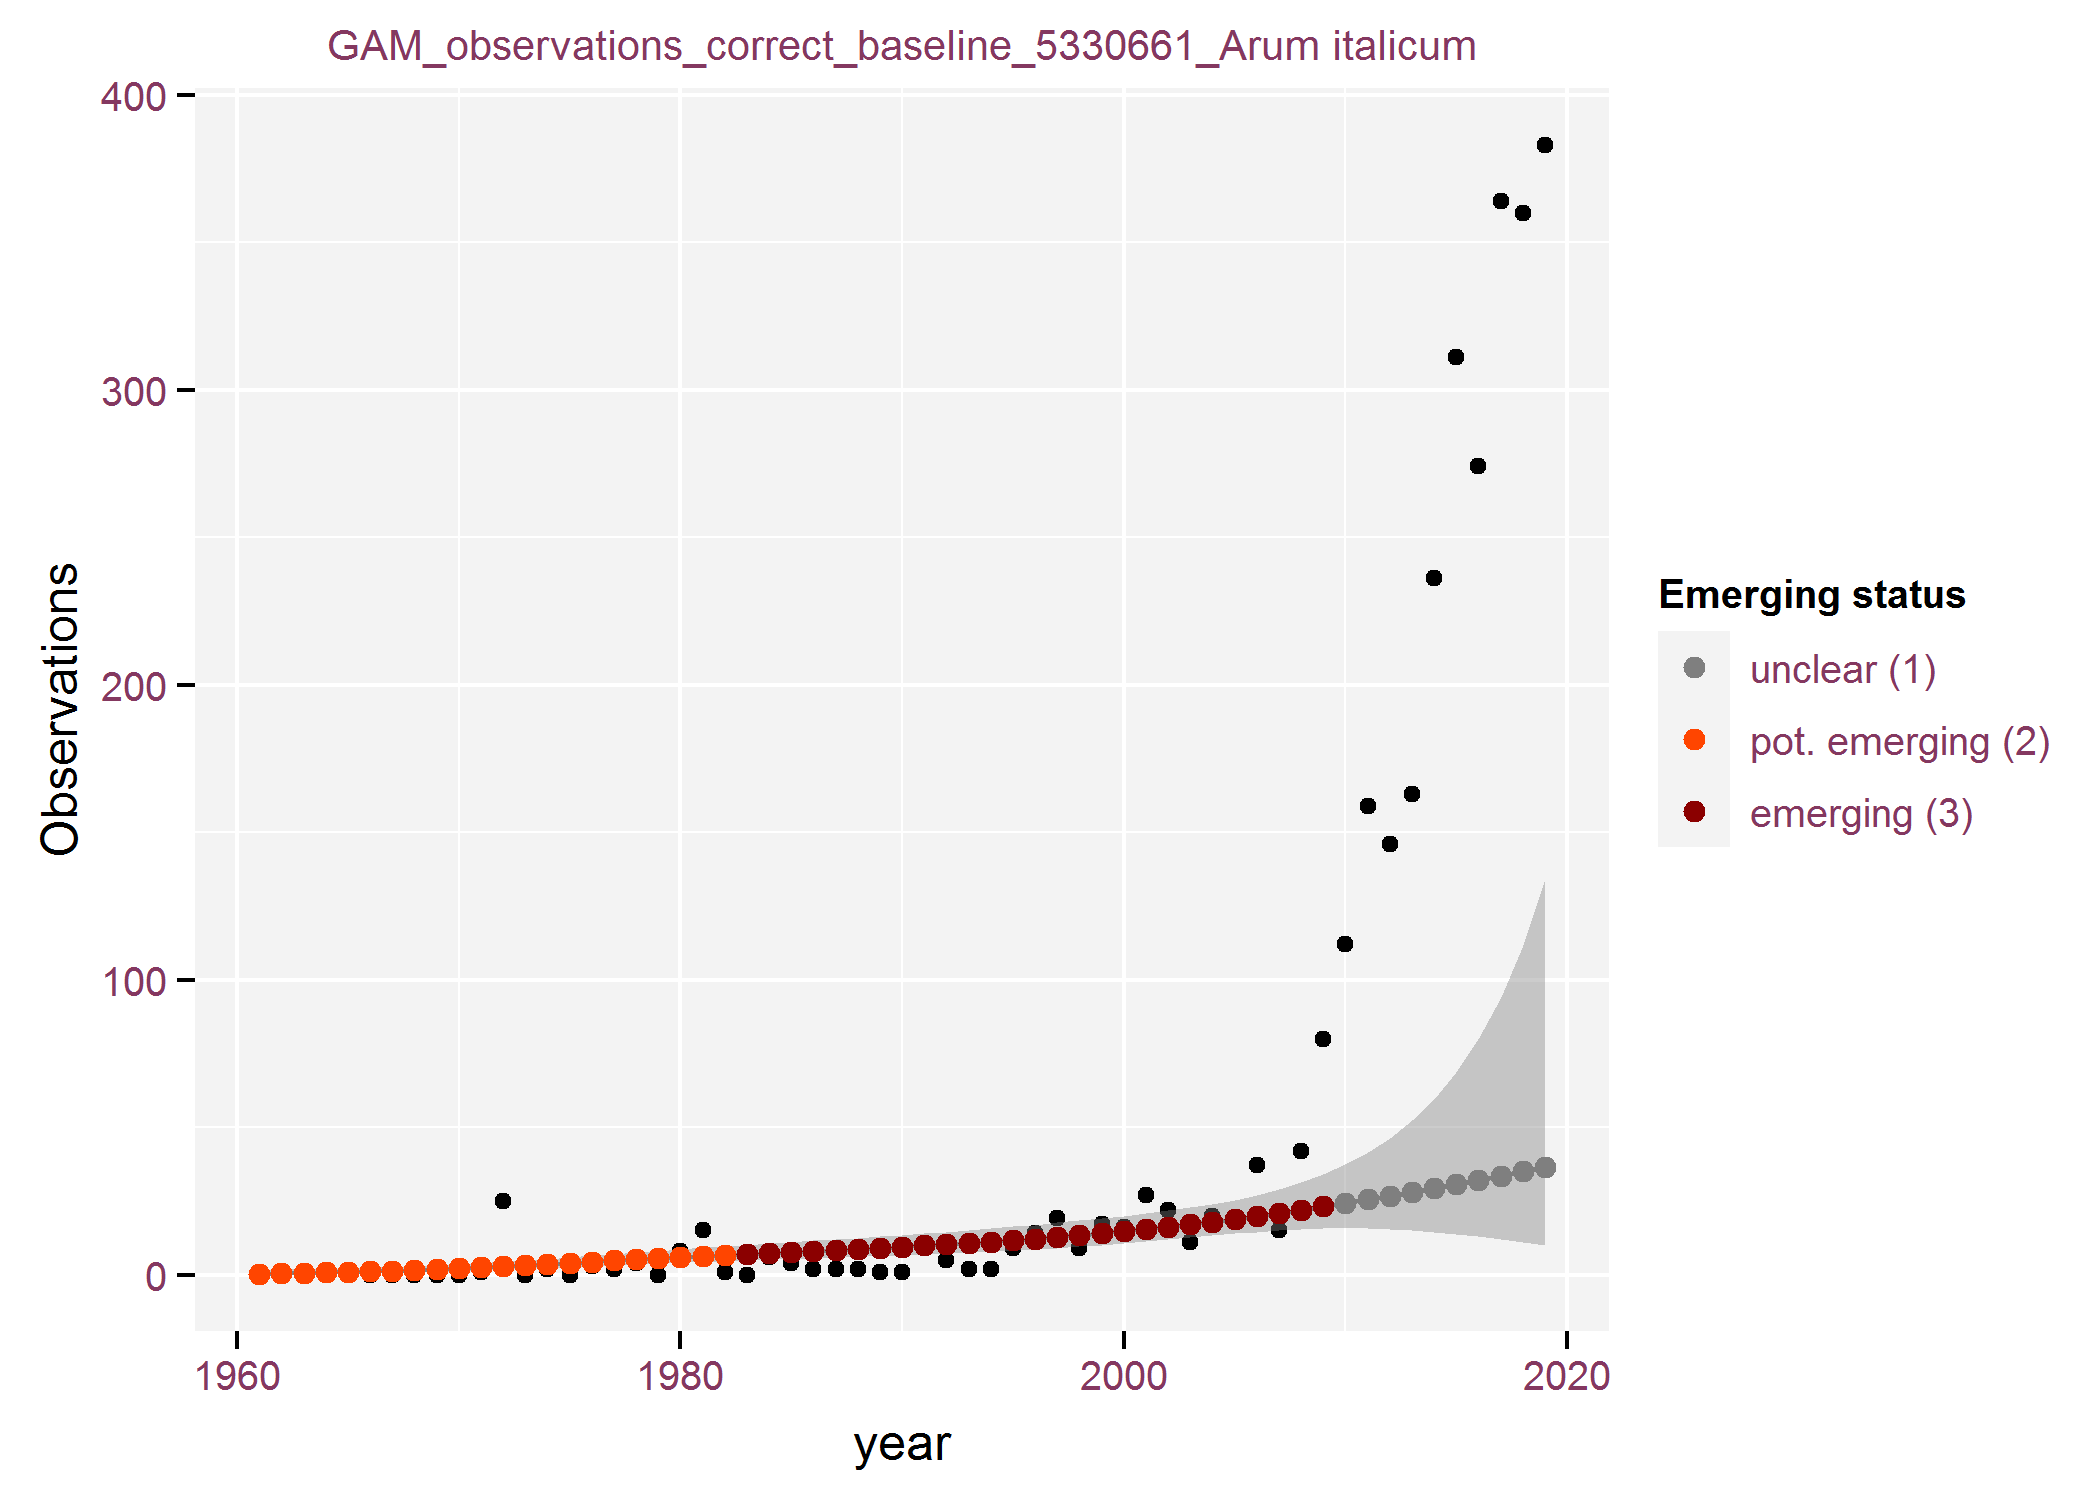 GAM_observations_correct_baseline_5330661_Arum italicum
400
300
200
100
0
Observations
1960
1980
2000
2020
year
Emerging status
unclear (1)
pot. emerging (2)
emerging (3)